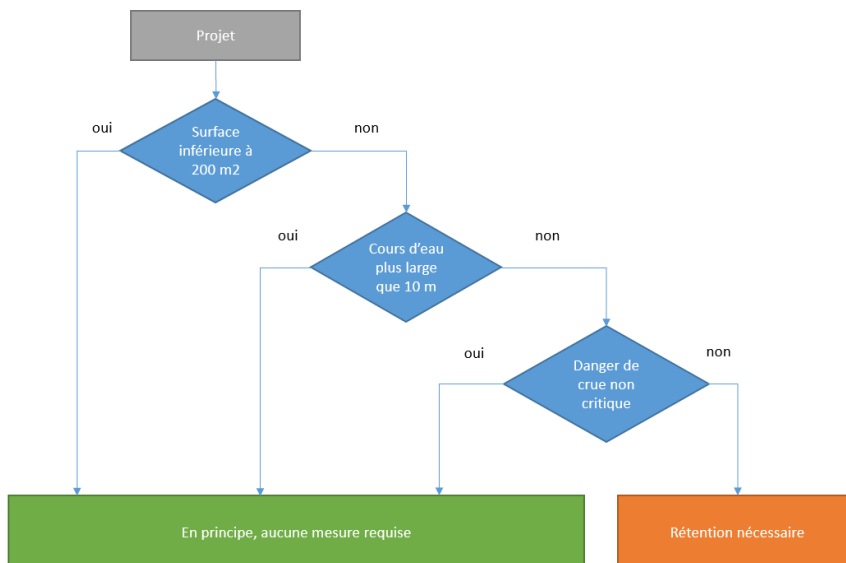 Projet
oui
non
Surface
inférieure à
200 m2
oui
non
Cours d’eau
plus large
que 10 m
oui
non
Danger de
crue non
critique
En principe, aucune mesure requise
Rétention nécessaire